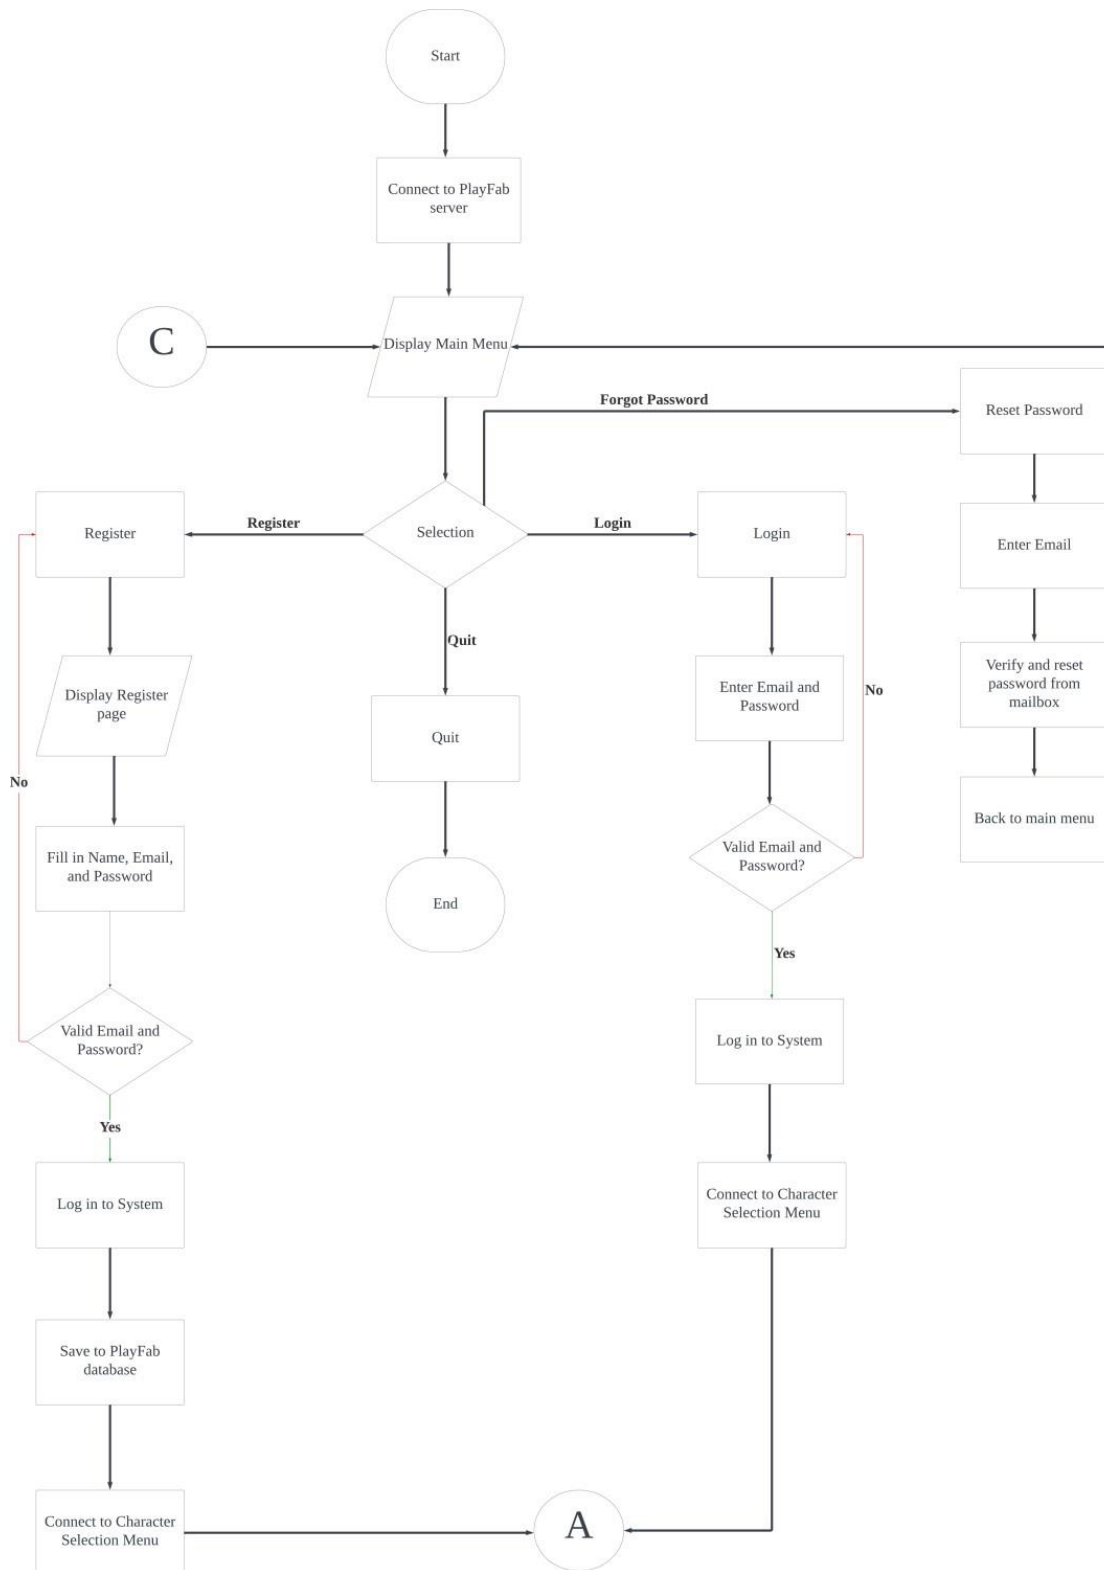 Start
Connect to PlayFab
server
C
Display Main Menu
Forgot Password
Reset Password
Register
Register
Selection
Login
Login
Enter Email
Quit
Display Register
page
Enter Email and
Password
No
Verify and reset
password from
mailbox
Quit
No
Back to main menu
Fill in Name, Email,
and Password
Valid Email and
Password?
End
Yes
Valid Email and
Password?
Log in to System
Yes
Log in to System
Connect to Character
Selection Menu
Save to PlayFab
database
Connect to Character
Selection Menu
A